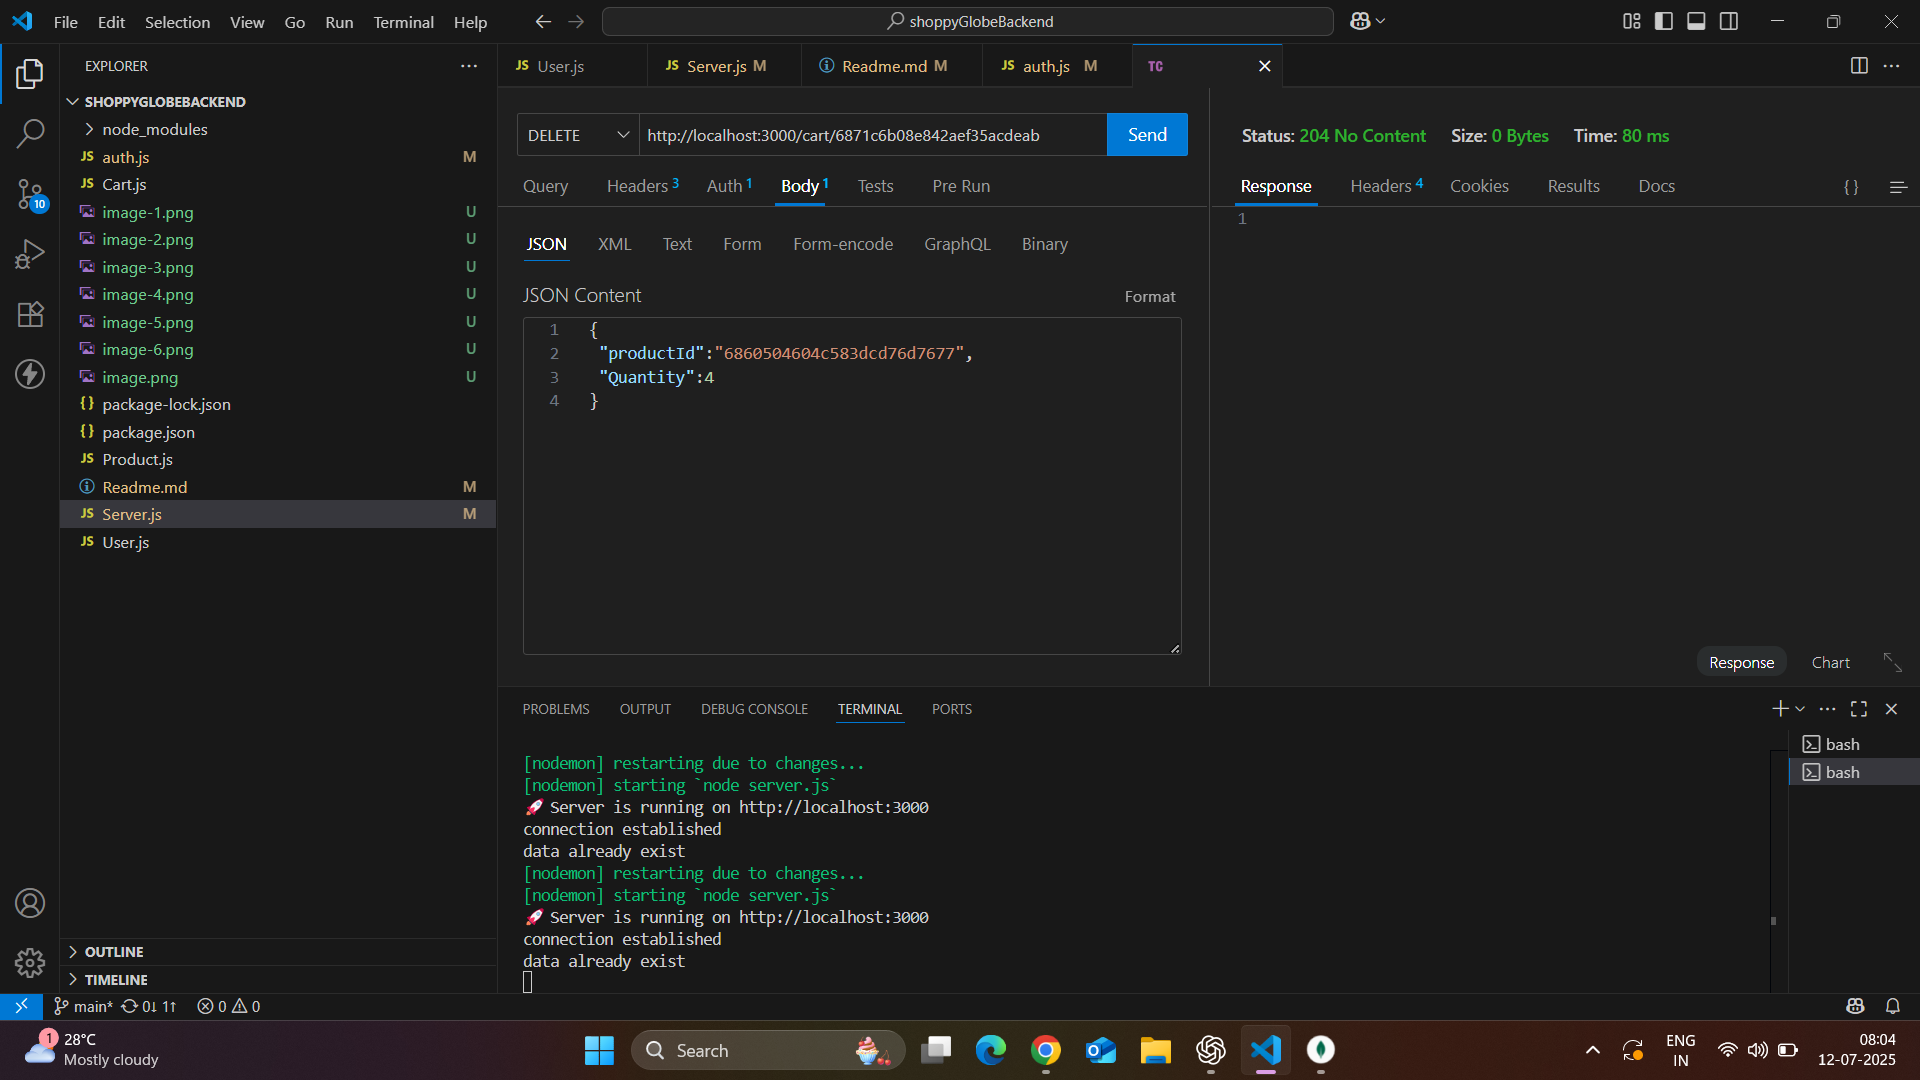 File Edit Selection View Go Run Terminal Help
shoppyGlobeBackend
EXPLORER
SHOPPYGLOBEBACKEND
node_modules
JS auth.js M
JS Cart.js
image-1.png U
image-2.png U
image-3.png U
image-4.png U
image-5.png U
image-6.png U
image.png U
{} package-lock.json
{} package.json
JS Product.js
Readme.md M
JS Server.js M
JS User.js
OUTLINE
TIMELINE
10
JS User.js
JS Server.js M
Readme.md M
JS auth.js M
TC
DELETE
http://localhost:3000/cart/6871c6b08e842aef35acdeab
Send
Query Headers 3 Auth 1 Body 1 Tests Pre Run
JSON XML Text Form Form-encode GraphQL Binary
JSON Content
Format
1 {
2 "productId":"6860504604c583dcd76d7677",
3 "Quantity":4
4 }
Status: 204 No Content Size: 0 Bytes Time: 80 ms
Response Headers 4 Cookies Results Docs
{ }
1
Response Chart
PROBLEMS OUTPUT DEBUG CONSOLE TERMINAL PORTS
[nodemon] restarting due to changes...
[nodemon] starting `node server.js`
🚀 Server is running on http://localhost:3000
connection established
data already exist
[nodemon] restarting due to changes...
[nodemon] starting `node server.js`
🚀 Server is running on http://localhost:3000
connection established
data already exist
bash
bash
main* 0↓ 1↑ 0 0
1
28°C
Mostly cloudy
Search
ENG
IN
08:04
12-07-2025